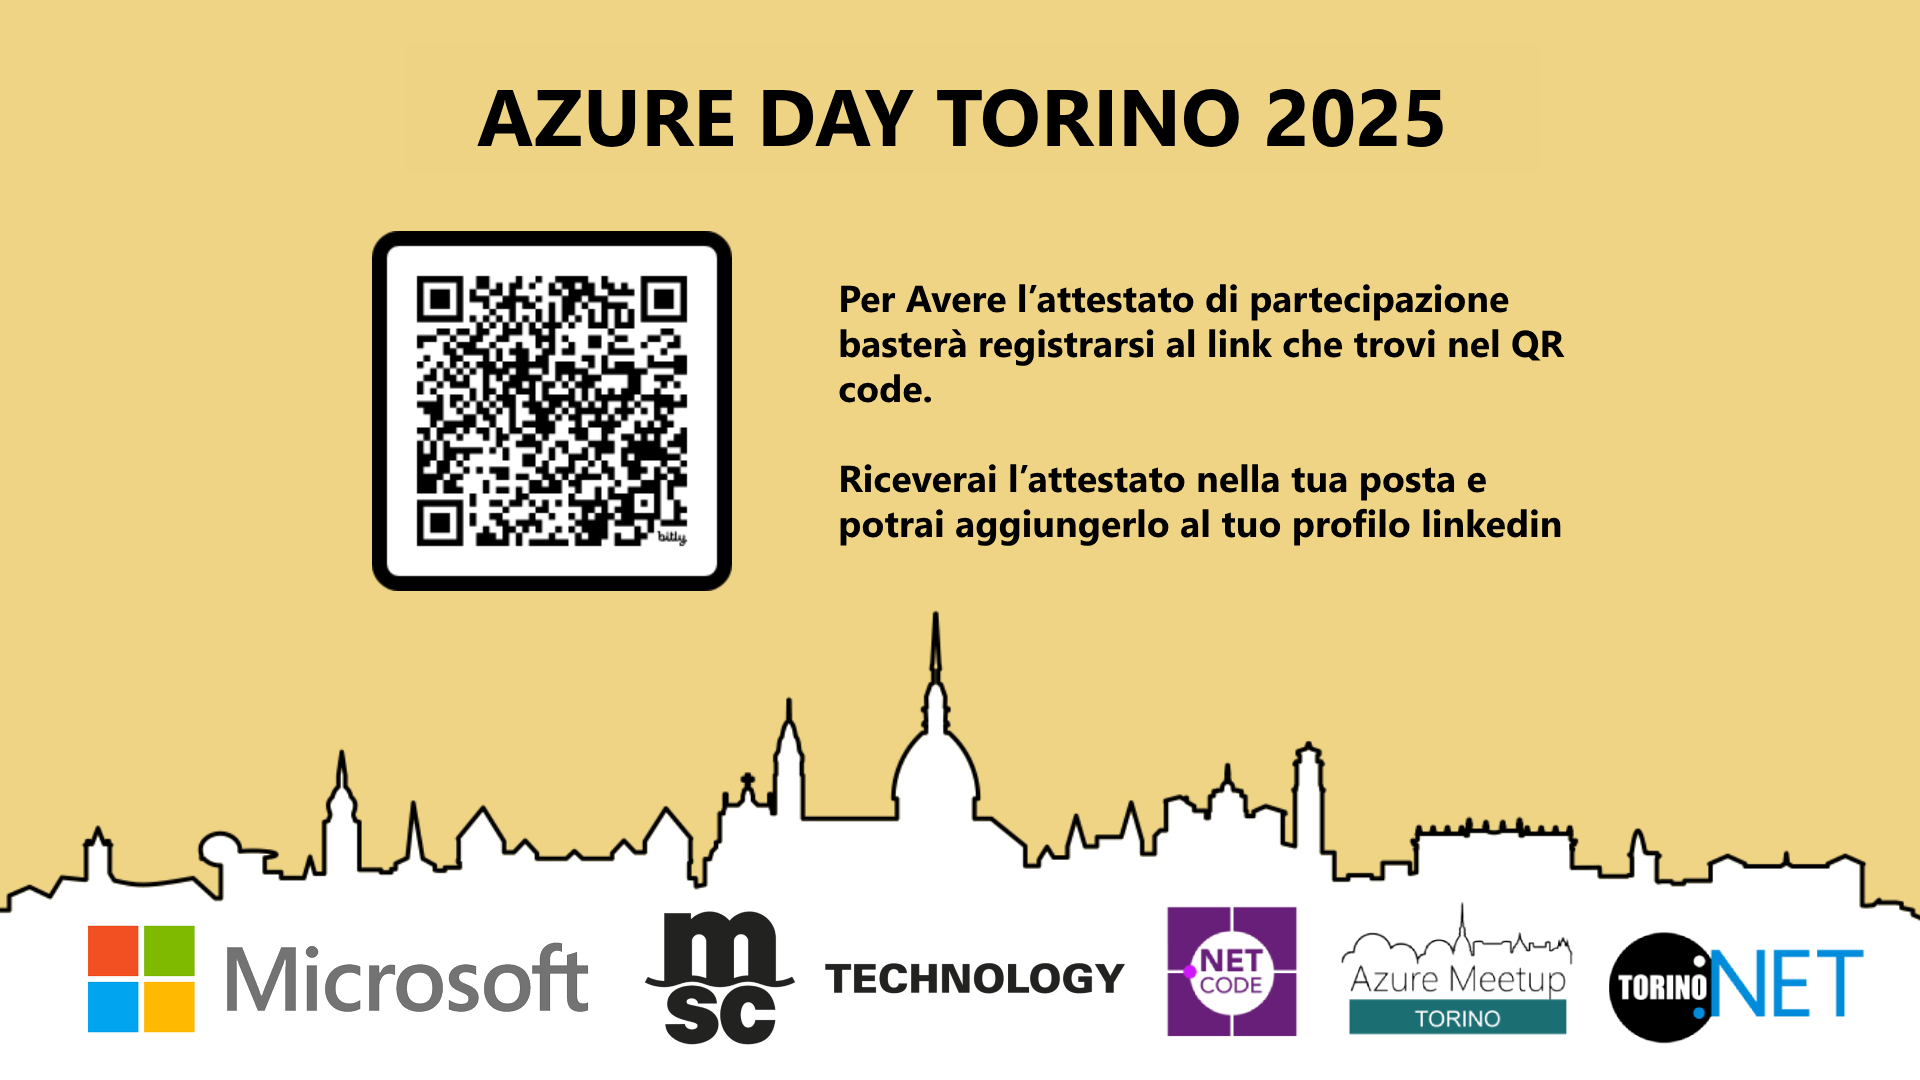 AZURE DAY TORINO 2025
Per Avere l’attestato di partecipazione
basterà registrarsi al link che trovi nel QR
code.
Riceverai l’attestato nella tua posta e
potrai aggiungerlo al tuo profilo linkedin
bitly
Microsoft
msc
TECHNOLOGY
NET
CODE
Azure Meetup
TORINO
TORINO NET